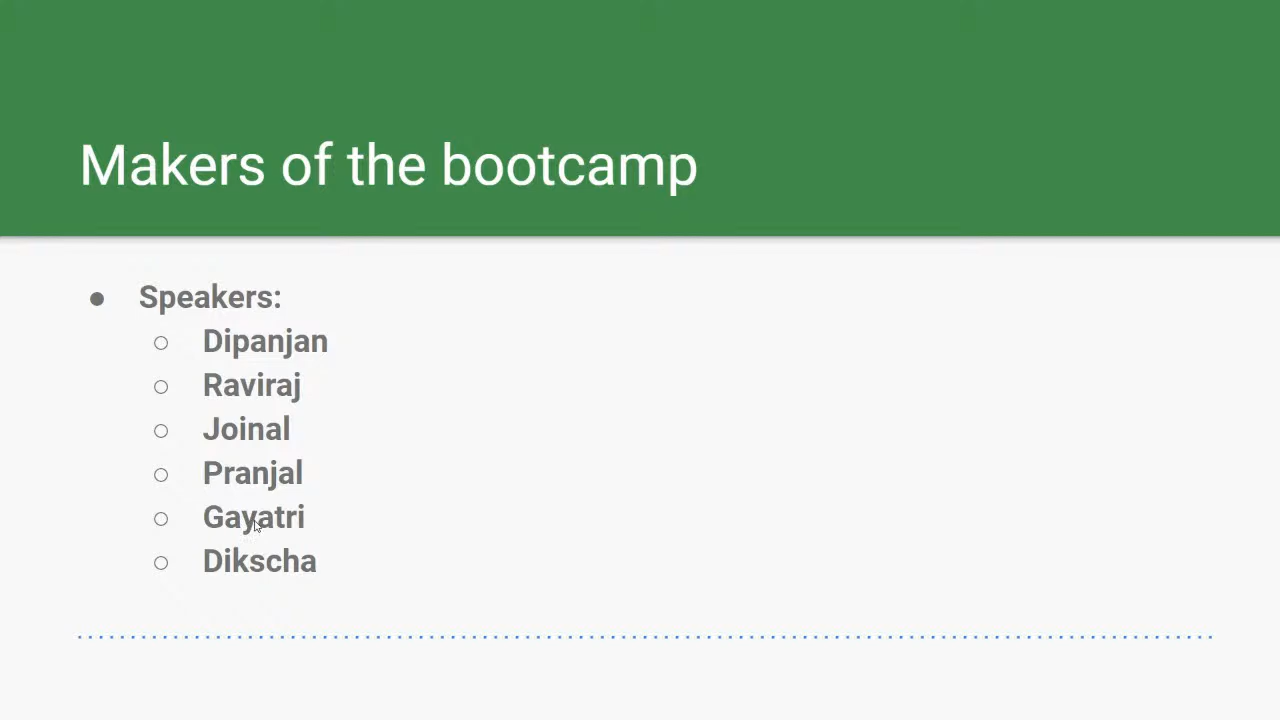 Makers of the bootcamp
Speakers:
Dipanjan
Raviraj
Joinal
Pranjal
Gayatri
Dikscha